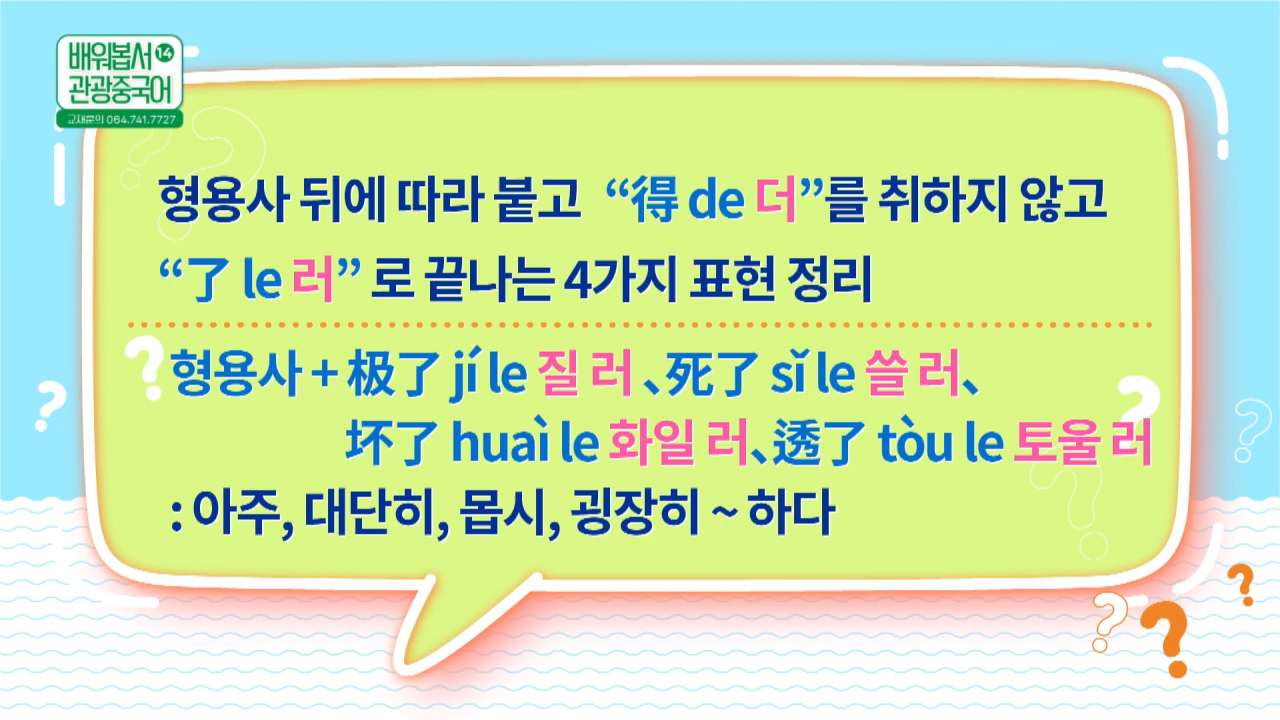 배워봅서 14
관광중국어
교재문의 064.741.7727
형용사 뒤에 따라 붙고 “得 de 더”를 취하지 않고
“了 le 러” 로 끝나는 4가지 표현 정리
형용사 + 极了 jí le 질 러 、死了 sǐ le 쓸 러、
坏了 huaì le 화일 러、透了 tòu le 토울 러
: 아주, 대단히, 몹시, 굉장히 ~ 하다